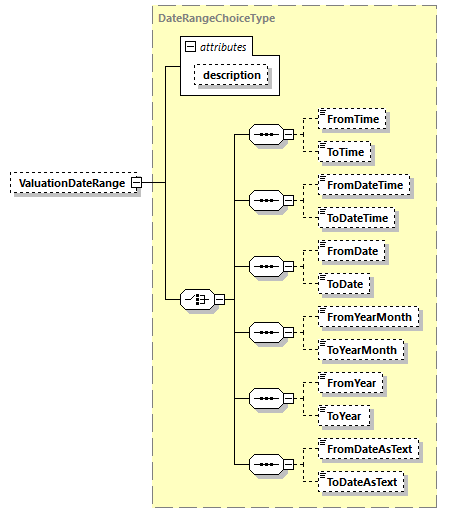 DateRangeChoiceType
attributes
description
FromTime
ToTime
ValuationDateRange
FromDateTime
ToDateTime
FromDate
ToDate
FromYearMonth
ToYearMonth
FromYear
ToYear
FromDateAsText
ToDateAsText